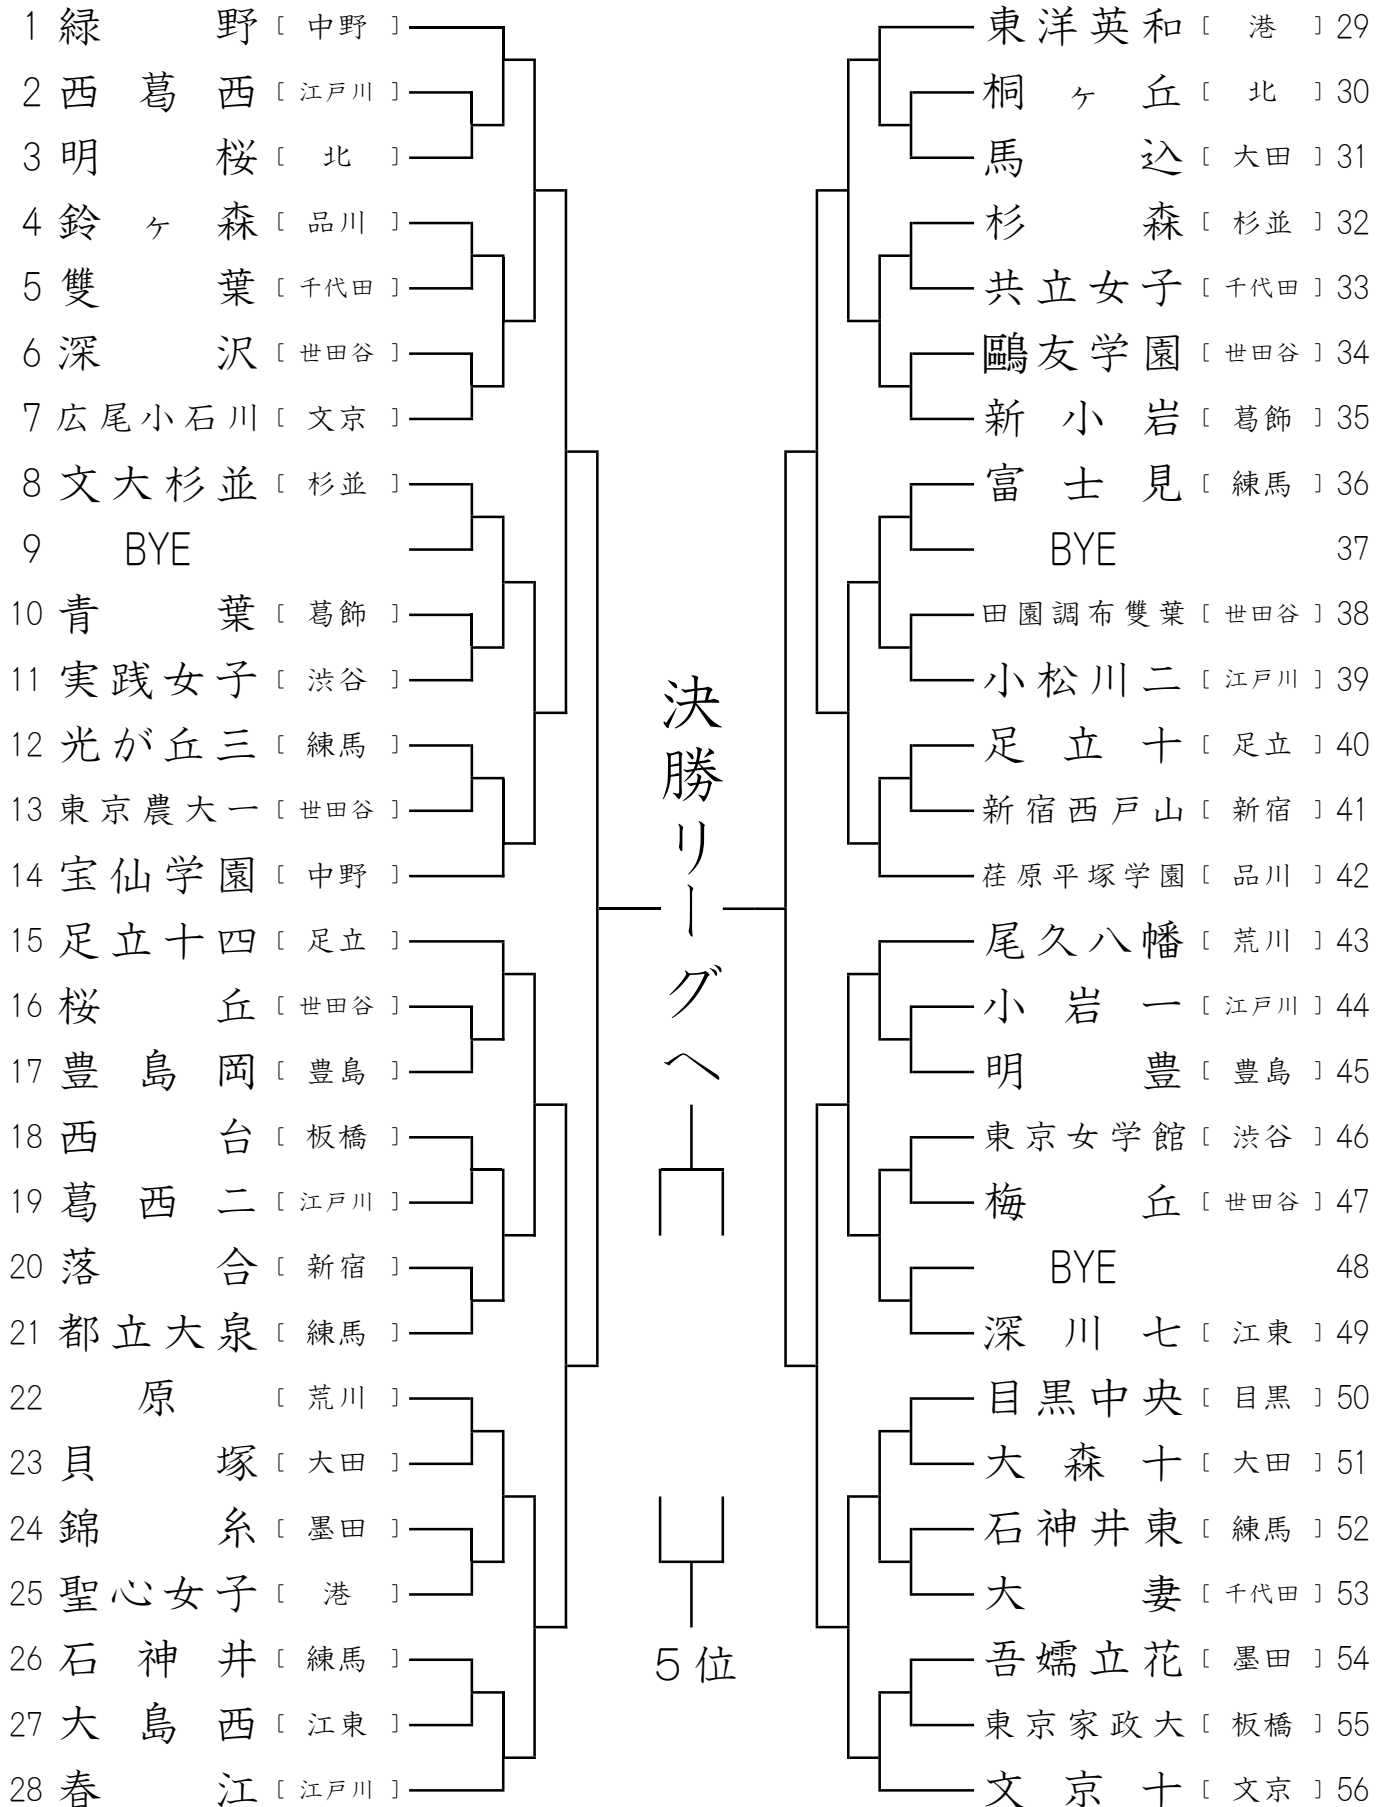 1 緑野 [ 中野 ]
2 西葛西 [ 江戸川 ]
3 明桜 [ 北 ]
4 鈴ヶ森 [ 品川 ]
5 雙葉 [ 千代田 ]
6 深沢 [ 世田谷 ]
7 広尾小石川 [ 文京 ]
8 文大杉並 [ 杉並 ]
9 BYE
10 青葉 [ 葛飾 ]
11 実践女子 [ 渋谷 ]
12 光が丘三 [ 練馬 ]
13 東京農大一 [ 世田谷 ]
14 宝仙学園 [ 中野 ]
15 足立十四 [ 足立 ]
16 桜丘 [ 世田谷 ]
17 豊島岡 [ 豊島 ]
18 西台 [ 板橋 ]
19 葛西二 [ 江戸川 ]
20 落合 [ 新宿 ]
21 都立大泉 [ 練馬 ]
22 原 [ 荒川 ]
23 貝塚 [ 大田 ]
24 錦糸 [ 墨田 ]
25 聖心女子 [ 港 ]
26 石神井 [ 練馬 ]
27 大島西 [ 江東 ]
28 春江 [ 江戸川 ]
決勝リーグへ
5位
東洋英和 [ 港 ] 29
桐ヶ丘 [ 北 ] 30
馬込 [ 大田 ] 31
杉森 [ 杉並 ] 32
共立女子 [ 千代田 ] 33
鷗友学園 [ 世田谷 ] 34
新小岩 [ 葛飾 ] 35
富士見 [ 練馬 ] 36
BYE 37
田園調布雙葉 [ 世田谷 ] 38
小松川二 [ 江戸川 ] 39
足立十 [ 足立 ] 40
新宿西戸山 [ 新宿 ] 41
荏原平塚学園 [ 品川 ] 42
尾久八幡 [ 荒川 ] 43
小岩一 [ 江戸川 ] 44
明豊 [ 豊島 ] 45
東京女学館 [ 渋谷 ] 46
梅丘 [ 世田谷 ] 47
BYE 48
深川七 [ 江東 ] 49
目黒中央 [ 目黒 ] 50
大森十 [ 大田 ] 51
石神井東 [ 練馬 ] 52
大妻 [ 千代田 ] 53
吾嬬立花 [ 墨田 ] 54
東京家政大 [ 板橋 ] 55
文京十 [ 文京 ] 56